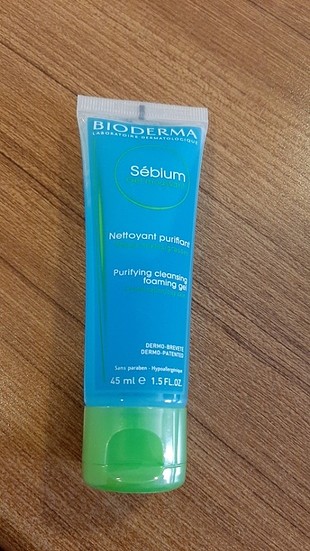 BIODERMA
LABORATOIRE DERMATOLOGIQUE
Sébium
Nettoyant purifiant
Purifying cleansing
foaming gel
DERMO-BREVETÉ
DERMO-PATENTED
Sans paraben - Hypoallergénique
45 ml e 1.5 FL.OZ.